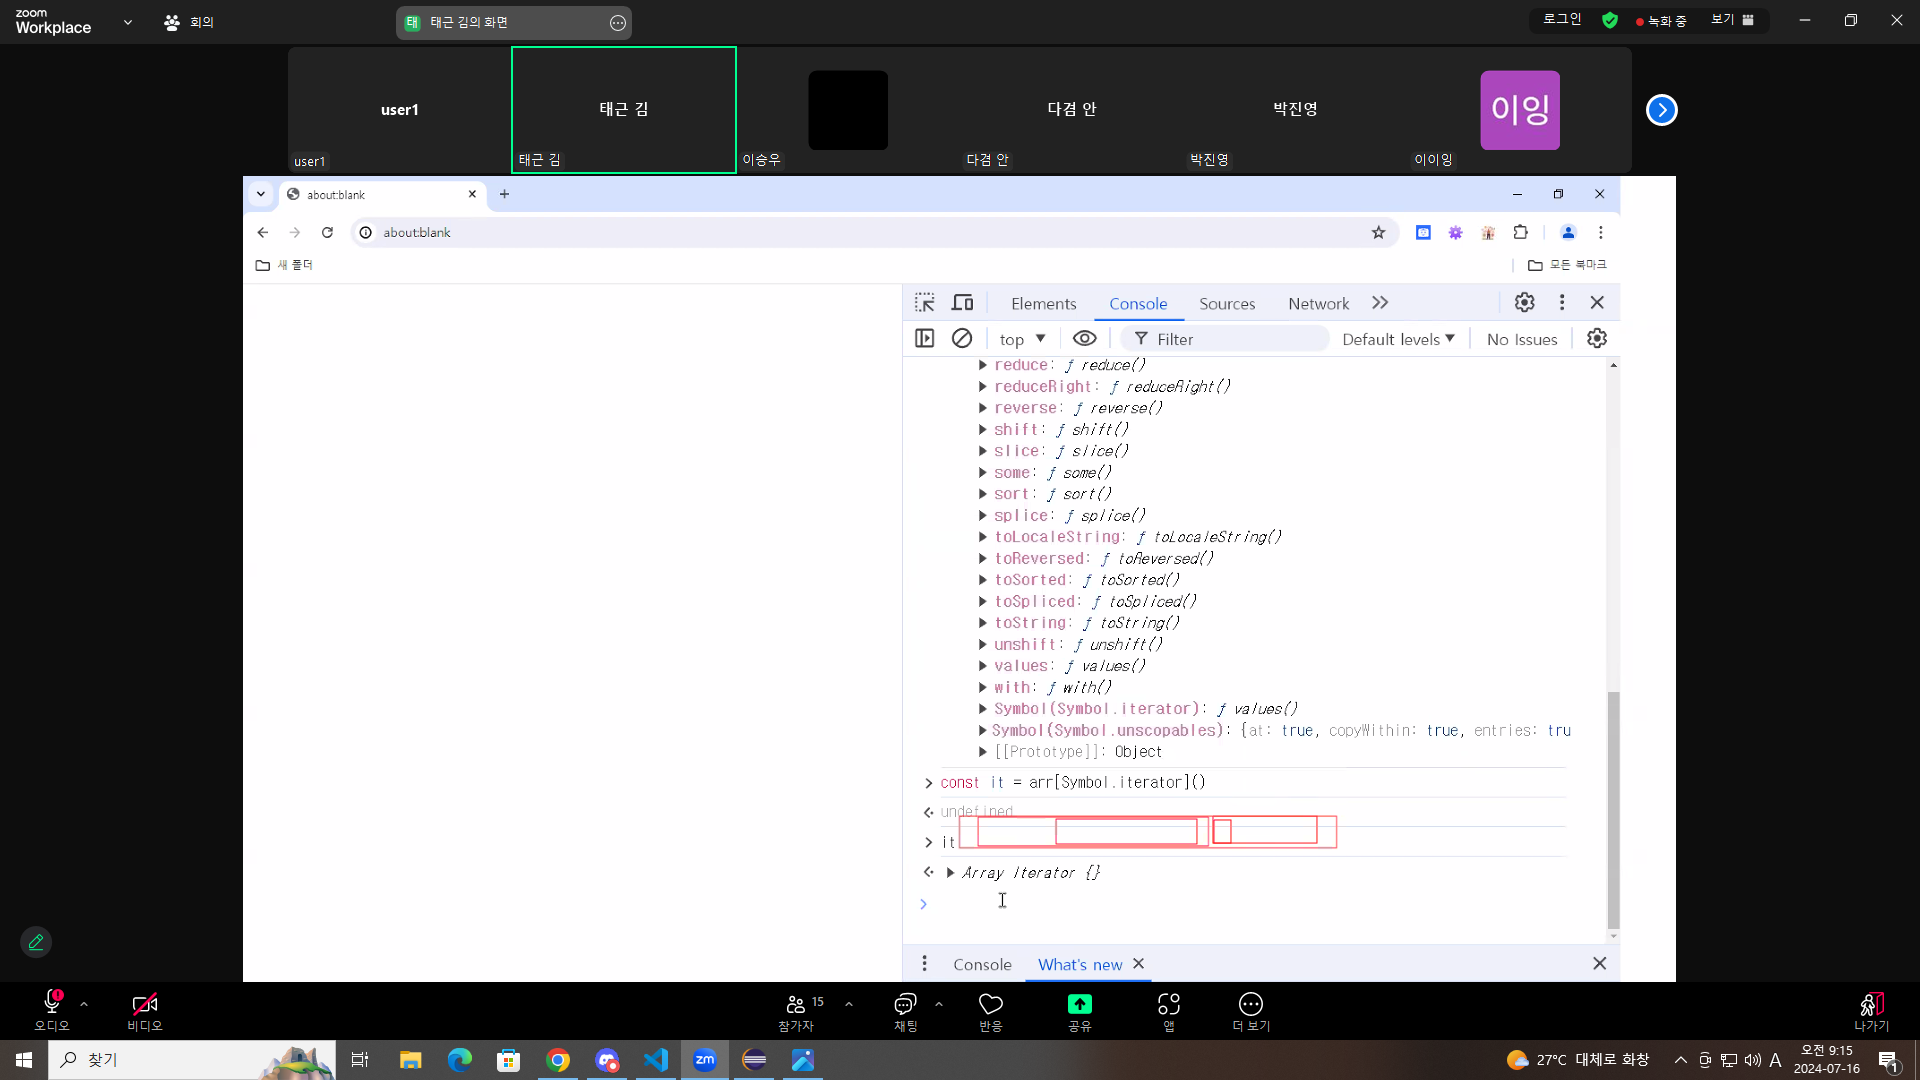 zoom
Workplace
회의
태 태근 김의 화면
로그인
녹화 중
보기
user1
태근 김
다겸 안
박진영
이잉
user1
태근 김
이승우
다겸 안
박진영
이이잉
about:blank
about:blank
새 폴더
모든 북마크
Elements Console Sources Network
top
Filter
Default levels
No Issues
reduce: ƒ reduce()
reduceRight: ƒ reduceRight()
reverse: ƒ reverse()
shift: ƒ shift()
slice: ƒ slice()
some: ƒ some()
sort: ƒ sort()
splice: ƒ splice()
toLocaleString: ƒ toLocaleString()
toReversed: ƒ toReversed()
toSorted: ƒ toSorted()
toSpliced: ƒ toSpliced()
toString: ƒ toString()
unshift: ƒ unshift()
values: ƒ values()
with: ƒ with()
Symbol(Symbol.iterator): ƒ values()
Symbol(Symbol.unscopables): {at: true, copyWithin: true, entries: tru
[[Prototype]]: Object
const it = arr[Symbol.iterator]()
undefined
it
Array Iterator {}
Console What's new
오디오
비디오
15
참가자
채팅
반응
공유
앱
더 보기
나가기
찾기
zm
27°C 대체로 화창
A
오전 9:15
2024-07-16
1